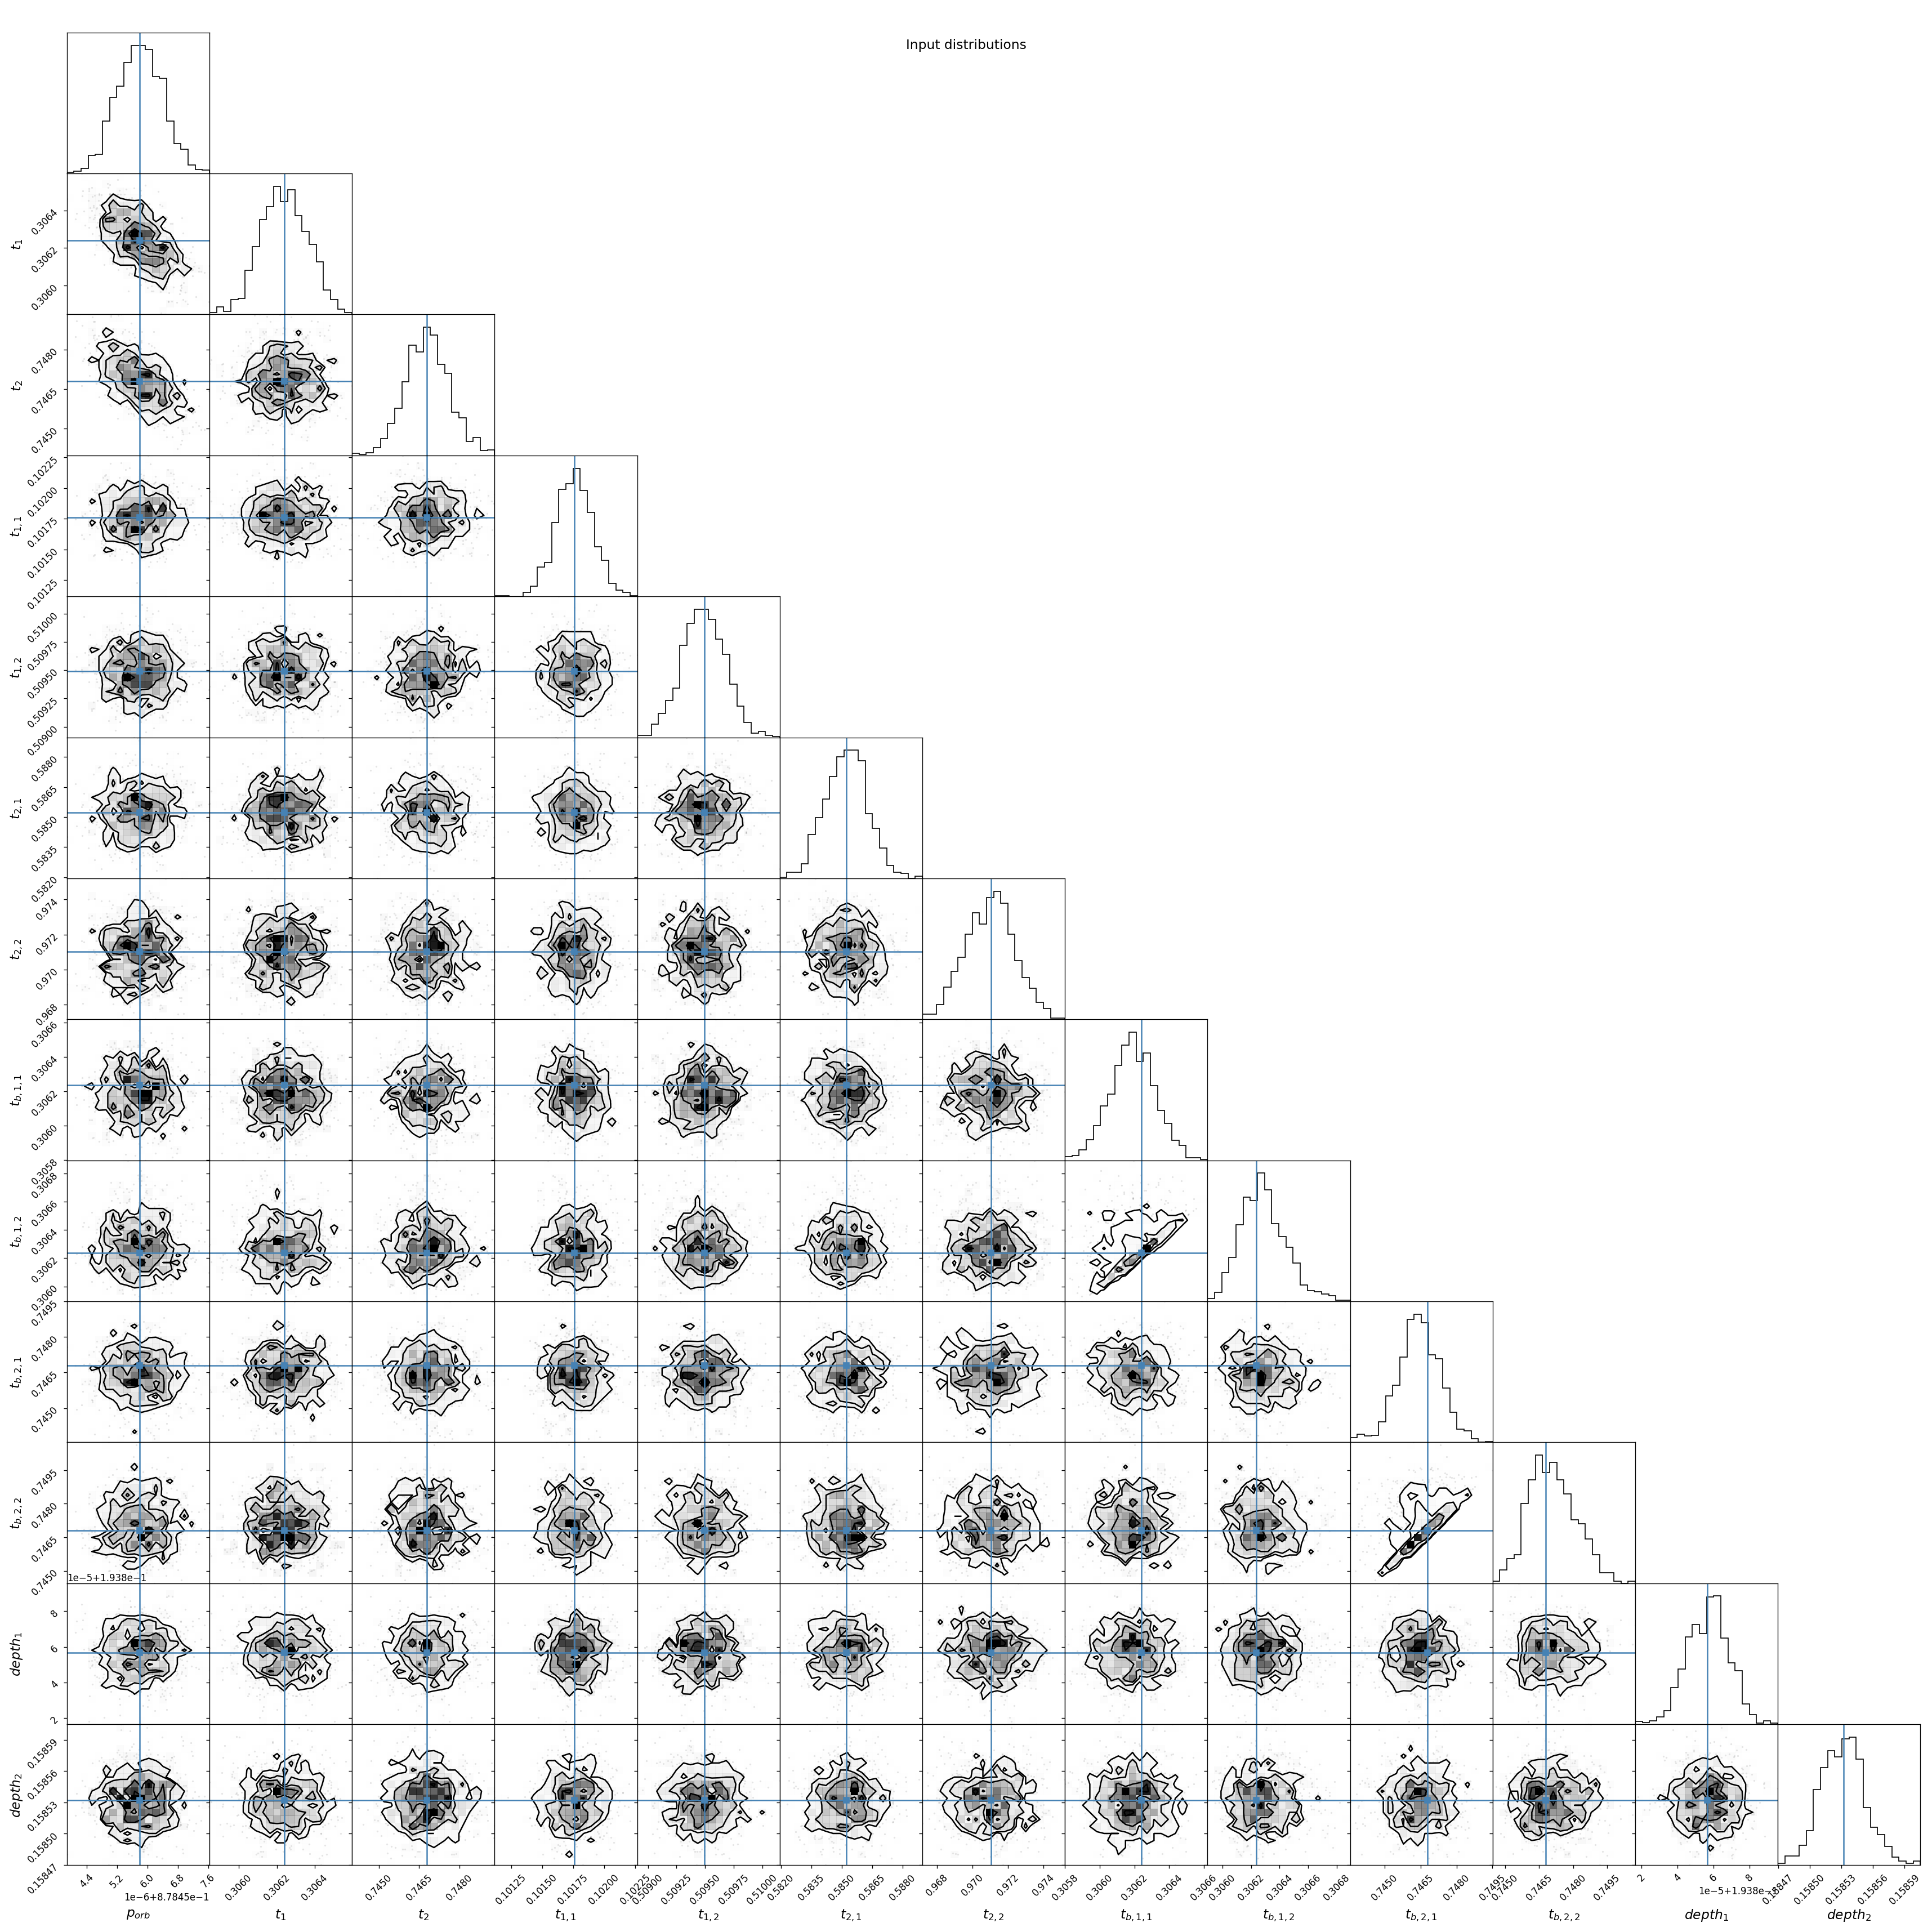 Input distributions
t_1
0.3064
0.3062
0.3060
t_2
0.7480
0.7465
0.7450
t_{1,1}
0.10225
0.10200
0.10175
0.10150
0.10125
t_{1,2}
0.51000
0.50975
0.50950
0.50925
0.50900
t_{2,1}
0.5880
0.5865
0.5850
0.5835
0.5820
t_{2,2}
0.974
0.972
0.970
0.968
t_{b,1,1}
0.3066
0.3064
0.3062
0.3060
0.3058
t_{b,1,2}
0.3068
0.3066
0.3064
0.3062
0.3060
t_{b,2,1}
0.7495
0.7480
0.7465
0.7450
t_{b,2,2}
0.7495
0.7480
0.7465
0.7450
1e−5+1.938e−1
depth_1
8
6
4
2
depth_2
0.15859
0.15856
0.15853
0.15850
0.15847
4.4 5.2 6.0 6.8 7.6
1e−6+8.7845e−1
p_{orb}
0.3060 0.3062 0.3064
t_1
0.7450 0.7465 0.7480
t_2
0.10125 0.10150 0.10175 0.10200 0.10225
t_{1,1}
0.50900 0.50925 0.50950 0.50975 0.51000
t_{1,2}
0.5820 0.5835 0.5850 0.5865 0.5880
t_{2,1}
0.968 0.970 0.972 0.974
t_{2,2}
0.3058 0.3060 0.3062 0.3064 0.3066
t_{b,1,1}
0.3060 0.3062 0.3064 0.3066 0.3068
t_{b,1,2}
0.7450 0.7465 0.7480 0.7495
t_{b,2,1}
0.7450 0.7465 0.7480 0.7495
t_{b,2,2}
2 4 6 8
1e−5+1.938e−1
depth_1
0.15847 0.15850 0.15853 0.15856 0.15859
depth_2